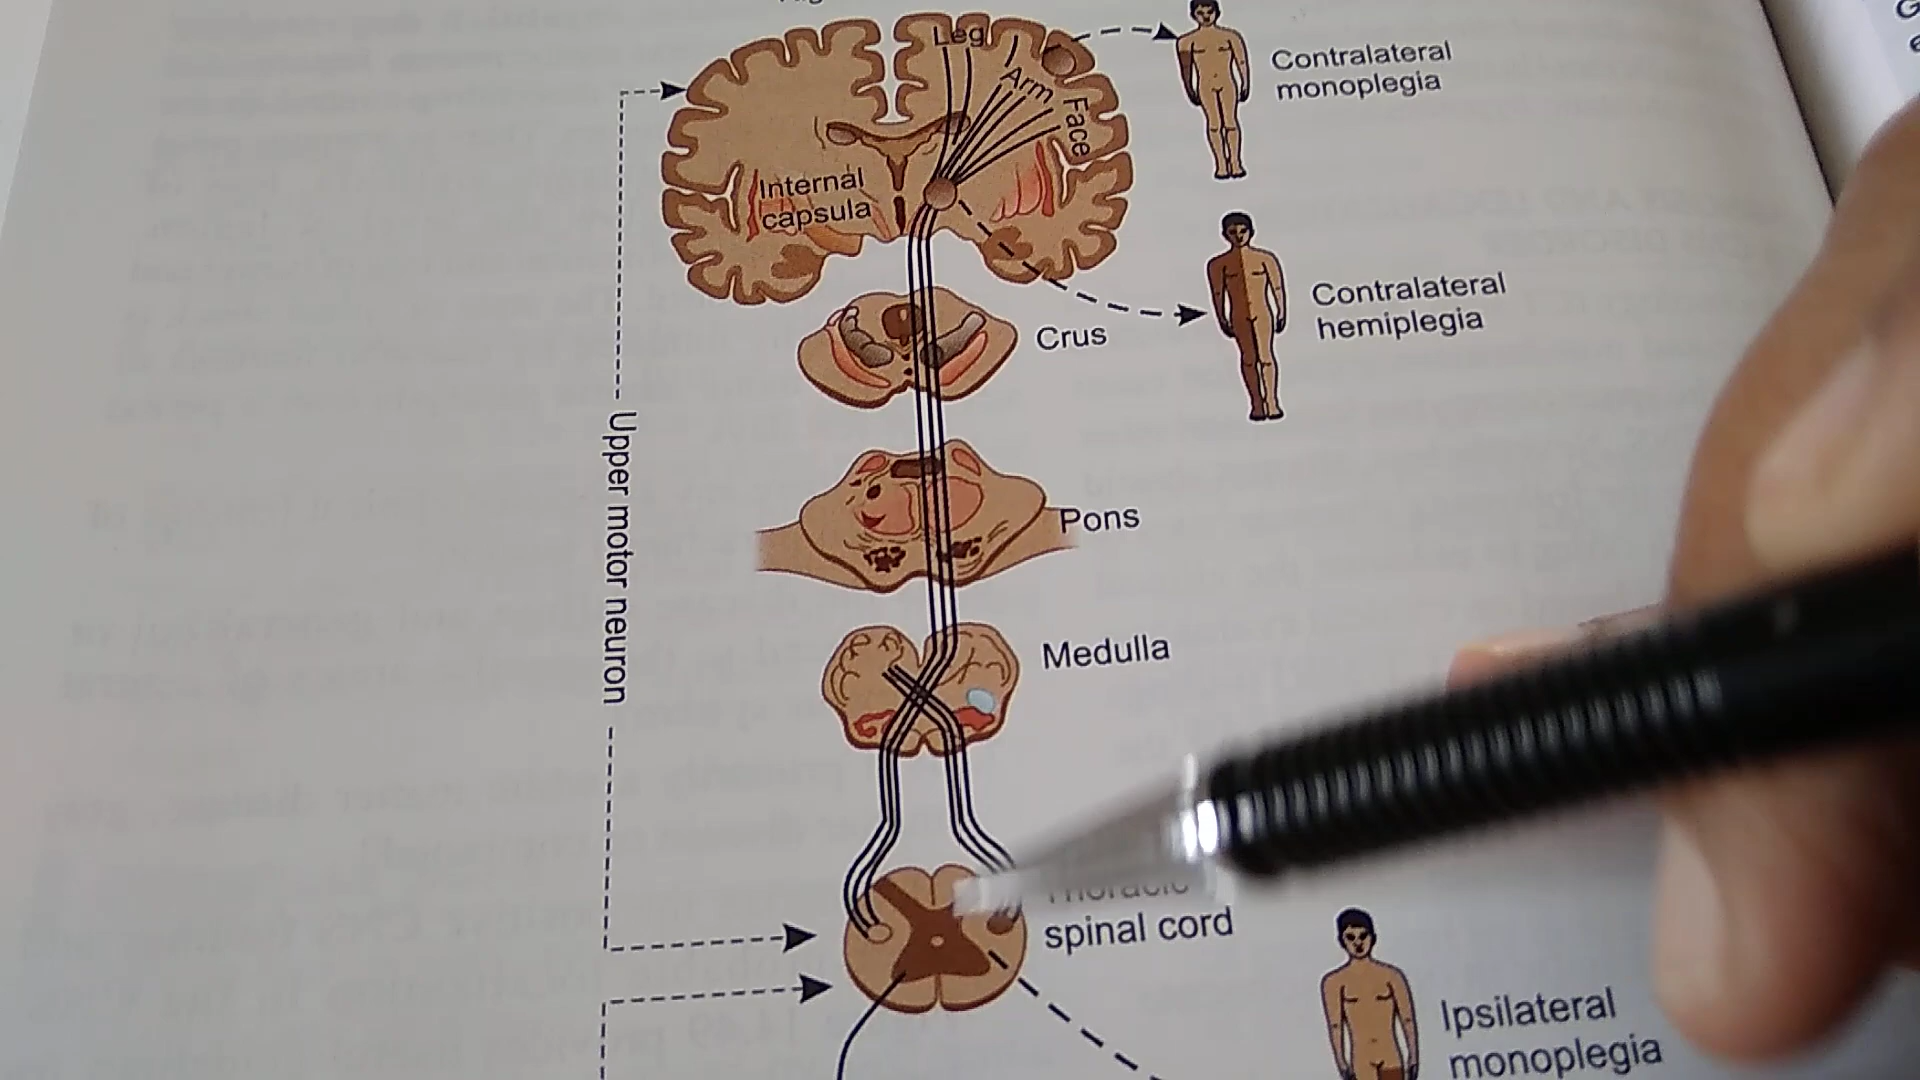 Leg
Arm
Face
Contralateral
monoplegia
Internal
capsula
Contralateral
hemiplegia
Crus
Upper motor neuron
Pons
Medulla
Thoracic
spinal cord
Ipsilateral
monoplegia